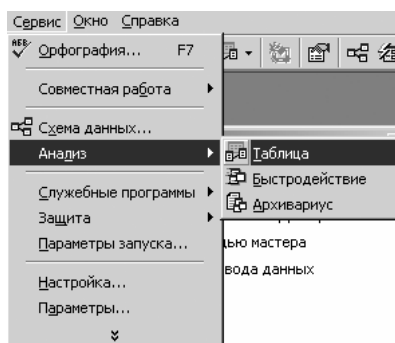 Сервис Окно Справка
Орфография... F7
Совместная работа
Схема данных...
Анализ
Таблица
Быстродействие
Архивариус
Служебные программы
Защита
Параметры запуска...
ью мастера
вода данных
Настройка...
Параметры...